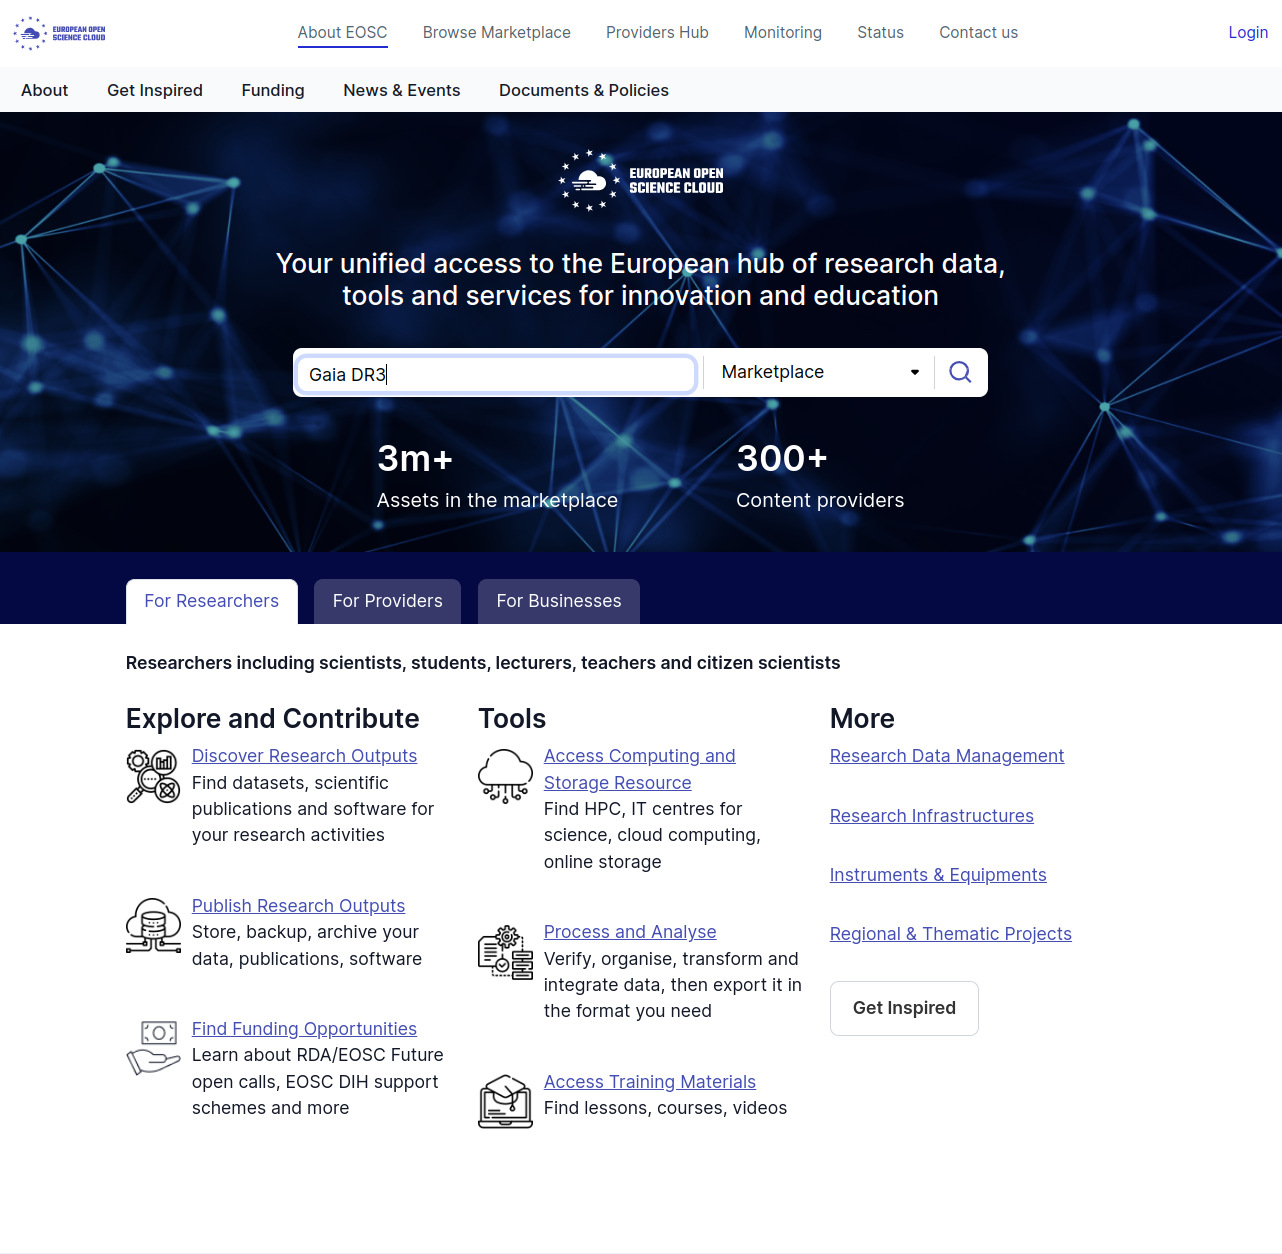 EUROPEAN OPEN
SCIENCE CLOUD
About EOSC
Browse Marketplace
Providers Hub
Monitoring
Status
Contact us
Login
About
Get Inspired
Funding
News & Events
Documents & Policies
EUROPEAN OPEN
SCIENCE CLOUD
Your unified access to the European hub of research data,
tools and services for innovation and education
Gaia DR3
Marketplace
3m+
Assets in the marketplace
300+
Content providers
For Researchers
For Providers
For Businesses
Researchers including scientists, students, lecturers, teachers and citizen scientists
Explore and Contribute
Discover Research Outputs
Find datasets, scientific
publications and software for
your research activities
Publish Research Outputs
Store, backup, archive your
data, publications, software
Find Funding Opportunities
Learn about RDA/EOSC Future
open calls, EOSC DIH support
schemes and more
Tools
Access Computing and
Storage Resource
Find HPC, IT centres for
science, cloud computing,
online storage
Process and Analyse
Verify, organise, transform and
integrate data, then export it in
the format you need
Access Training Materials
Find lessons, courses, videos
More
Research Data Management
Research Infrastructures
Instruments & Equipments
Regional & Thematic Projects
Get Inspired